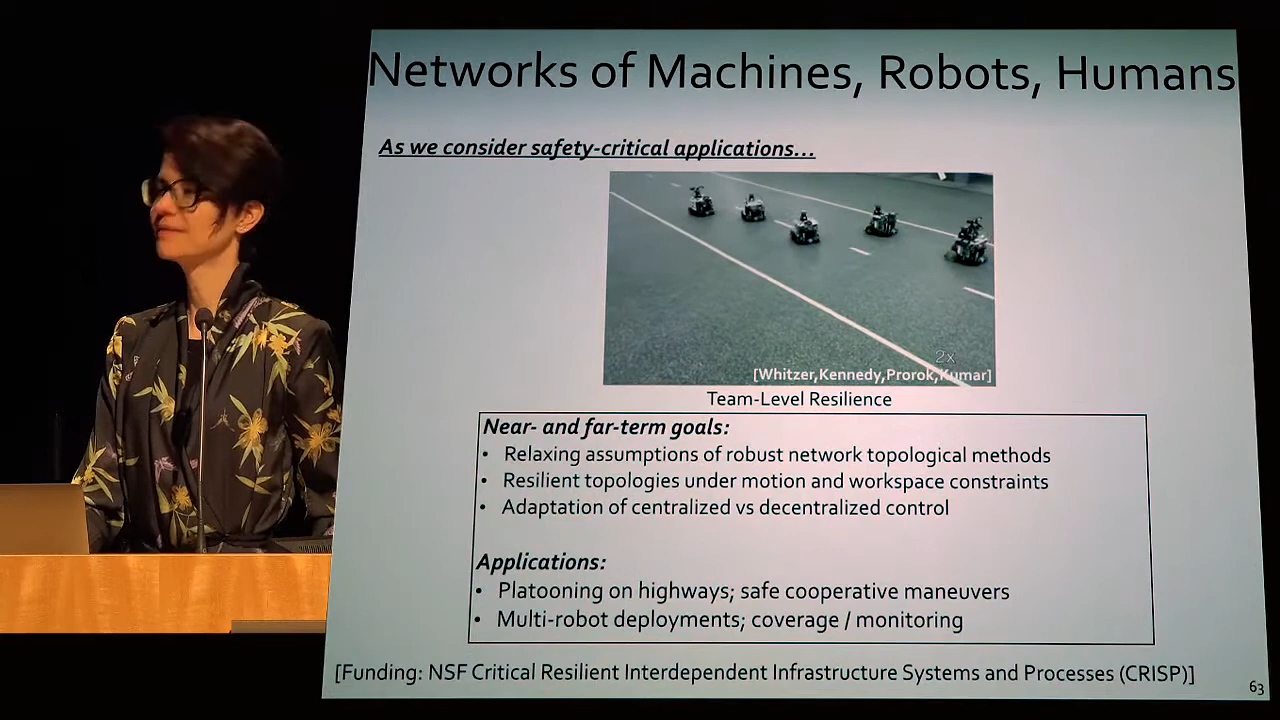 Networks of Machines, Robots, Humans
As we consider safety-critical applications...
2x
[Whitzer,Kennedy,Prorok,Kumar]
Team-Level Resilience
Near- and far-term goals:
• Relaxing assumptions of robust network topological methods
• Resilient topologies under motion and workspace constraints
• Adaptation of centralized vs decentralized control
Applications:
• Platooning on highways; safe cooperative maneuvers
• Multi-robot deployments; coverage / monitoring
[Funding: NSF Critical Resilient Interdependent Infrastructure Systems and Processes (CRISP)]
63